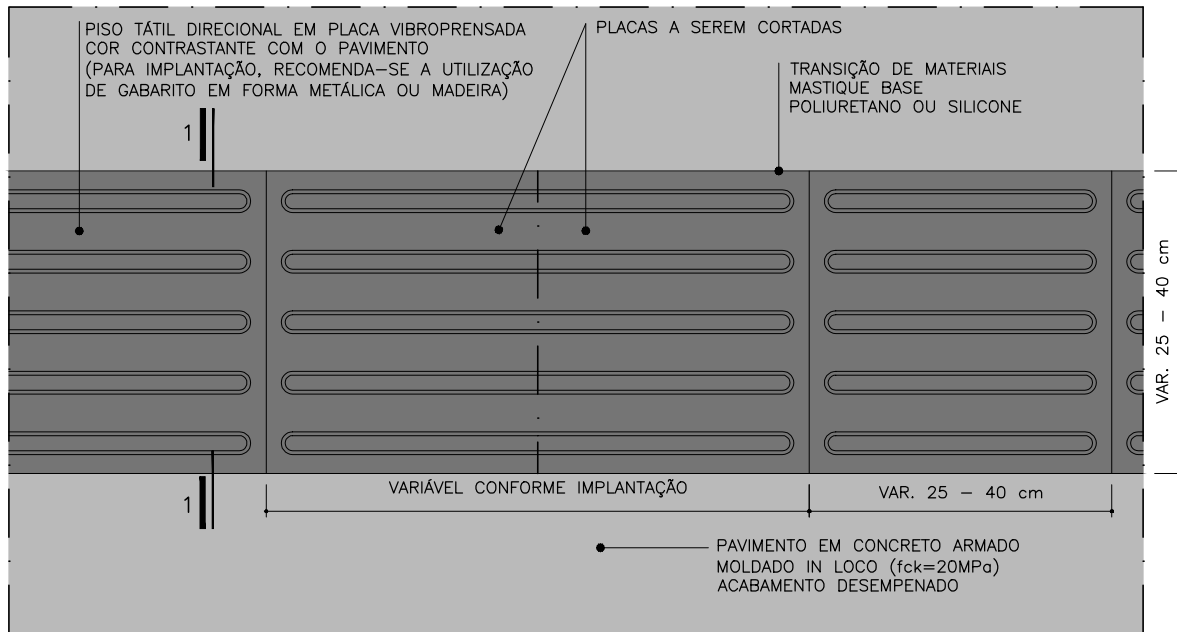 PISO TÁTIL DIRECIONAL EM PLACA VIBROPRENSADA
COR CONTRASTANTE COM O PAVIMENTO
(PARA IMPLANTAÇÃO, RECOMENDA-SE A UTILIZAÇÃO
DE GABARITO EM FORMA METÁLICA OU MADEIRA)
PLACAS A SEREM CORTADAS
TRANSIÇÃO DE MATERIAIS
MASTIQUE BASE
POLIURETANO OU SILICONE
1
VAR. 25 - 40 cm
1
VARIÁVEL CONFORME IMPLANTAÇÃO
VAR. 25 - 40 cm
PAVIMENTO EM CONCRETO ARMADO
MOLDADO IN LOCO (fck=20MPa)
ACABAMENTO DESEMPENADO